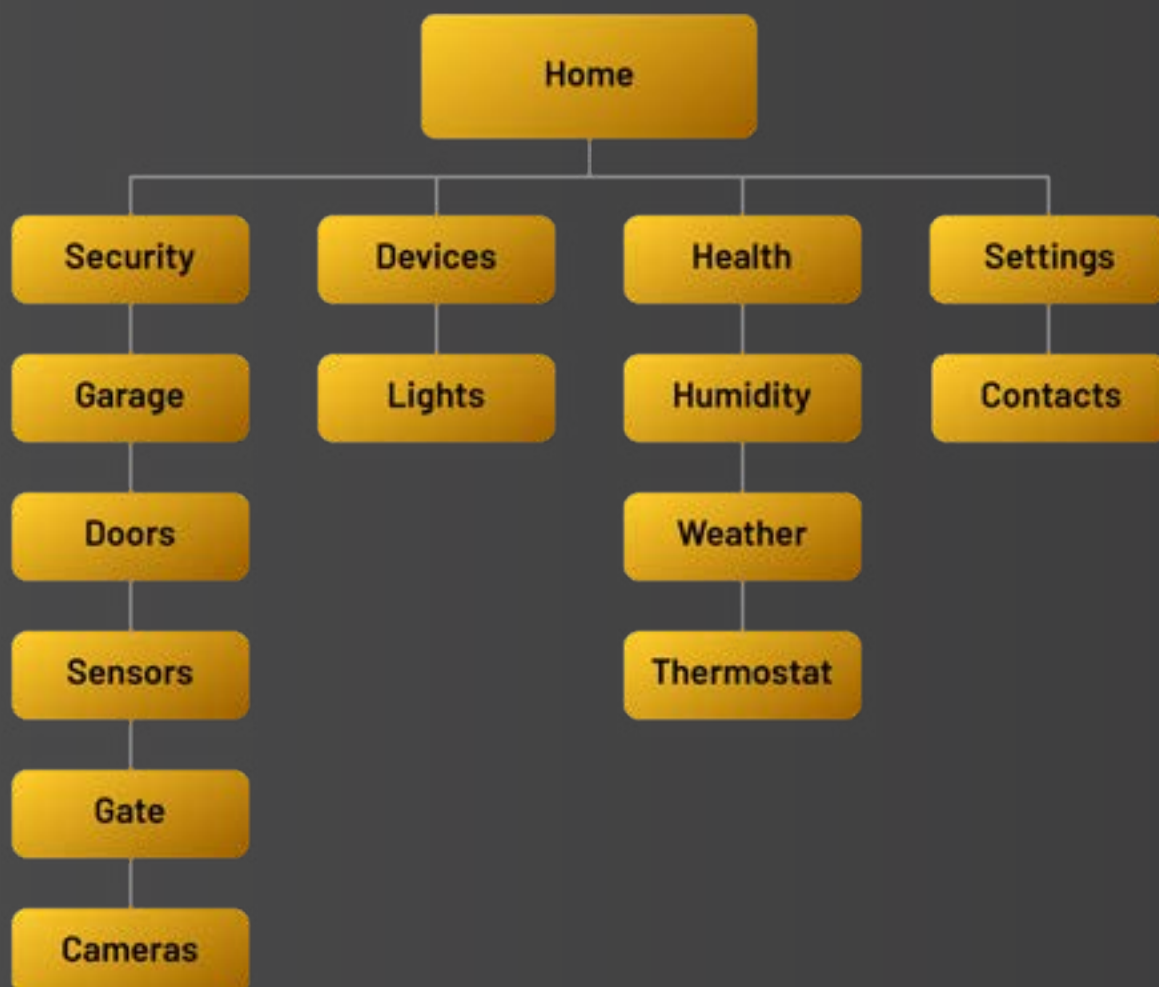 Home
Security
Devices
Health
Settings
Garage
Lights
Humidity
Contacts
Doors
Weather
Sensors
Thermostat
Gate
Cameras